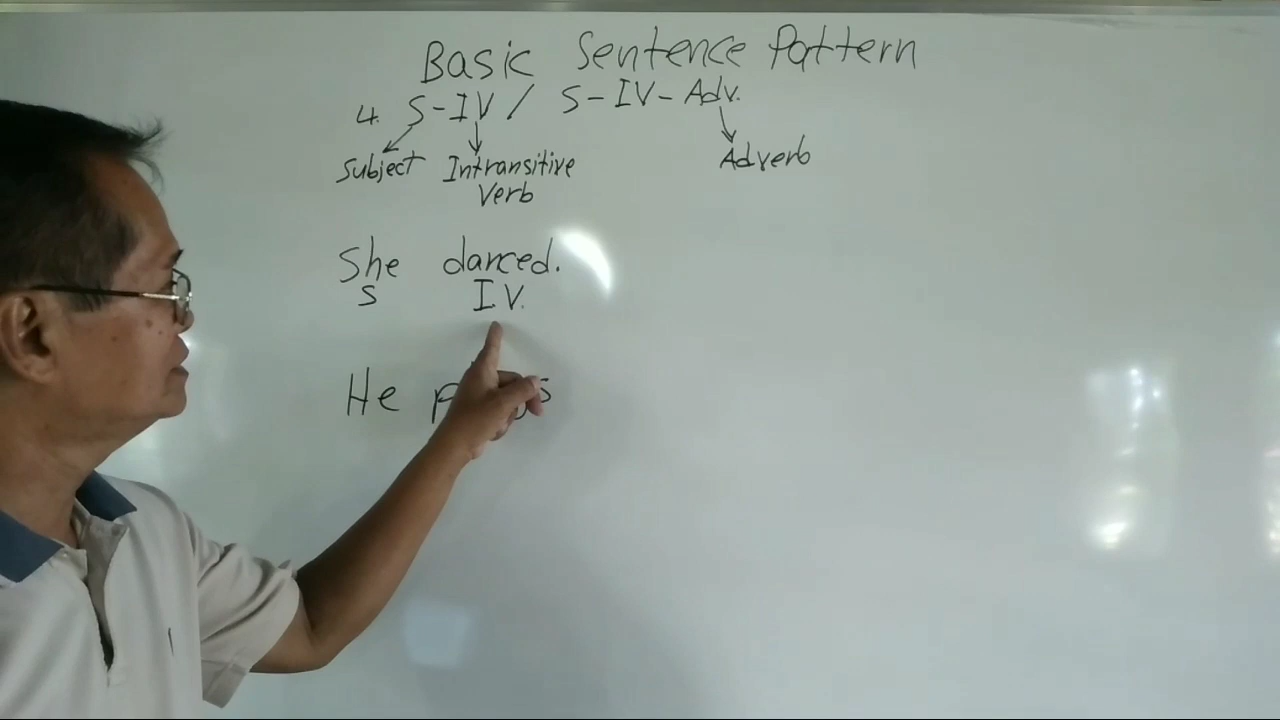 Basic Sentence Pattern
4. S-IV / S-IV-Adv.
Subject Intransitive Adverb
Verb
She danced.
S I.V.
He